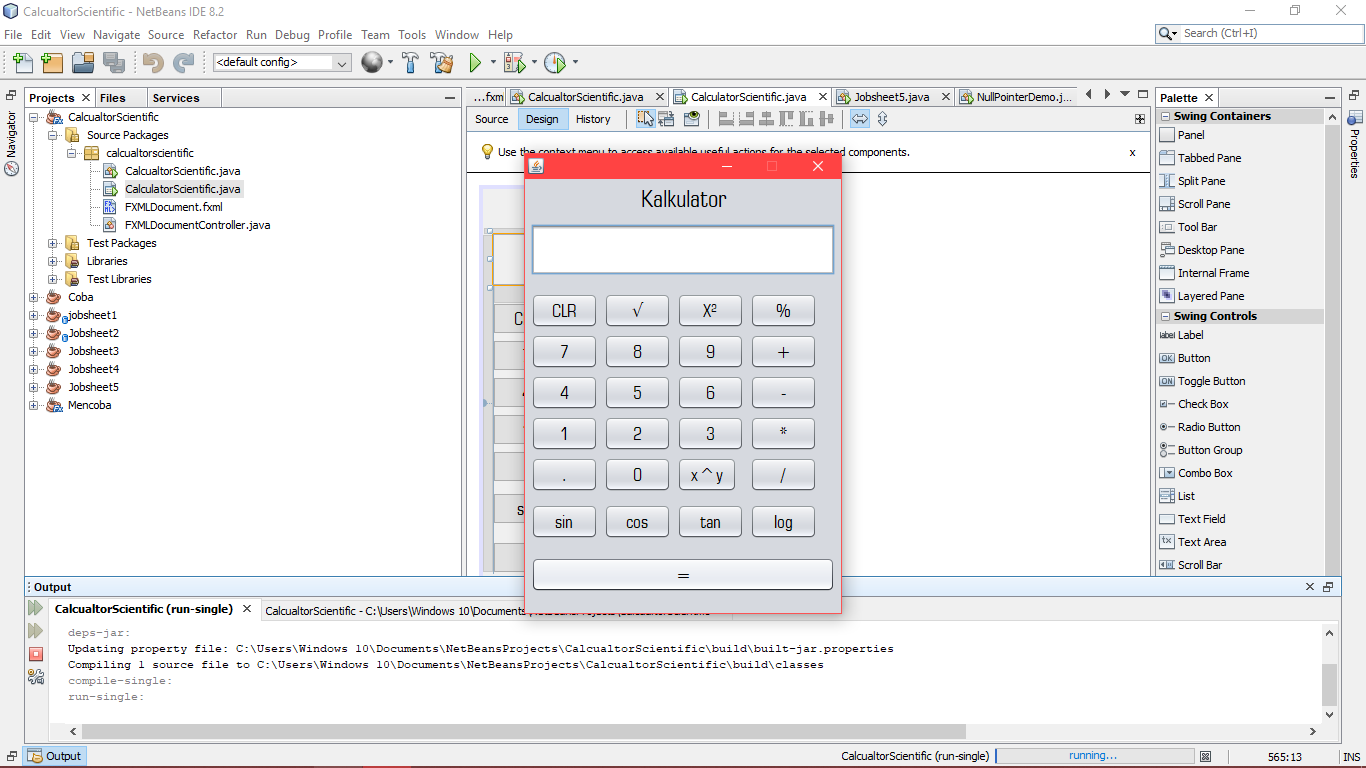 CalcualtorScientific - NetBeans IDE 8.2
File Edit View Navigate Source Refactor Run Debug Profile Team Tools Window Help
Search (Ctrl+I)
<default config>
Projects Files Services
Navigator
CalcualtorScientific
Source Packages
calcualtorscientific
CalcualtorScientific.java
CalculatorScientific.java
FXMLDocument.fxml
FXMLDocumentController.java
Test Packages
Libraries
Test Libraries
Coba
jobsheet1
Jobsheet2
Jobsheet3
Jobsheet4
Jobsheet5
Mencoba
...fxm CalcualtorScientific.java CalculatorScientific.java Jobsheet5.java NullPointerDemo.j...
Source Design History
Use the context menu to access available useful actions for the selected components. x
Kalkulator
CLR √ X² %
7 8 9 +
4 5 6 -
1 2 3 *
. 0 x^y /
sin cos tan log
=
Palette
Properties
Swing Containers
Panel
Tabbed Pane
Split Pane
Scroll Pane
Tool Bar
Desktop Pane
Internal Frame
Layered Pane
Swing Controls
label Label
OK Button
ON Toggle Button
Check Box
Radio Button
Button Group
Combo Box
List
Text Field
Text Area
Scroll Bar
Output
CalcualtorScientific (run-single) CalcualtorScientific - C:\Users\Windows 10\Documents
deps-jar:
Updating property file: C:\Users\Windows 10\Documents\NetBeansProjects\CalcualtorScientific\build\built-jar.properties
Compiling 1 source file to C:\Users\Windows 10\Documents\NetBeansProjects\CalcualtorScientific\build\classes
compile-single:
run-single:
Output
CalcualtorScientific (run-single) running... 565:13 INS